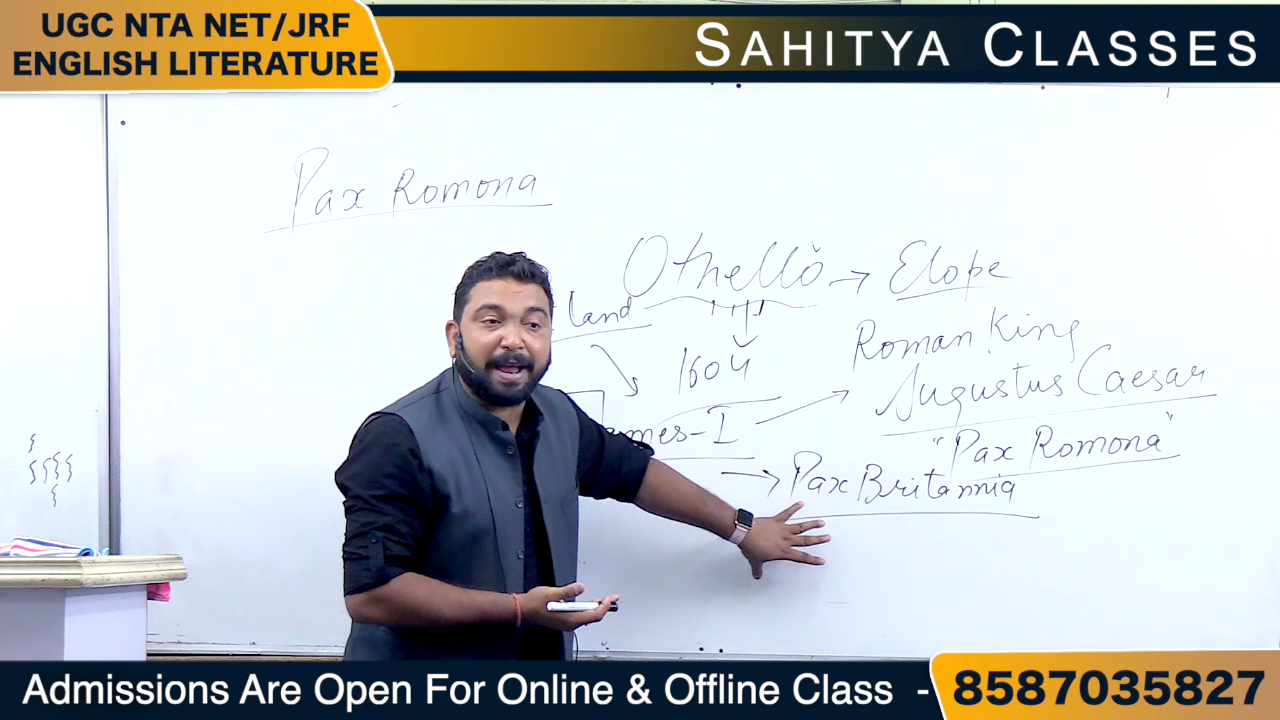 UGC NTA NET/JRF
ENGLISH LITERATURE
SAHITYA CLASSES
Pax Romona
Othello → Elope
land
1604
Roman King
Augustus Caesar
mes-I
"Pax Romona"
→ Pax Britannia
Admissions Are Open For Online & Offline Class - 8587035827